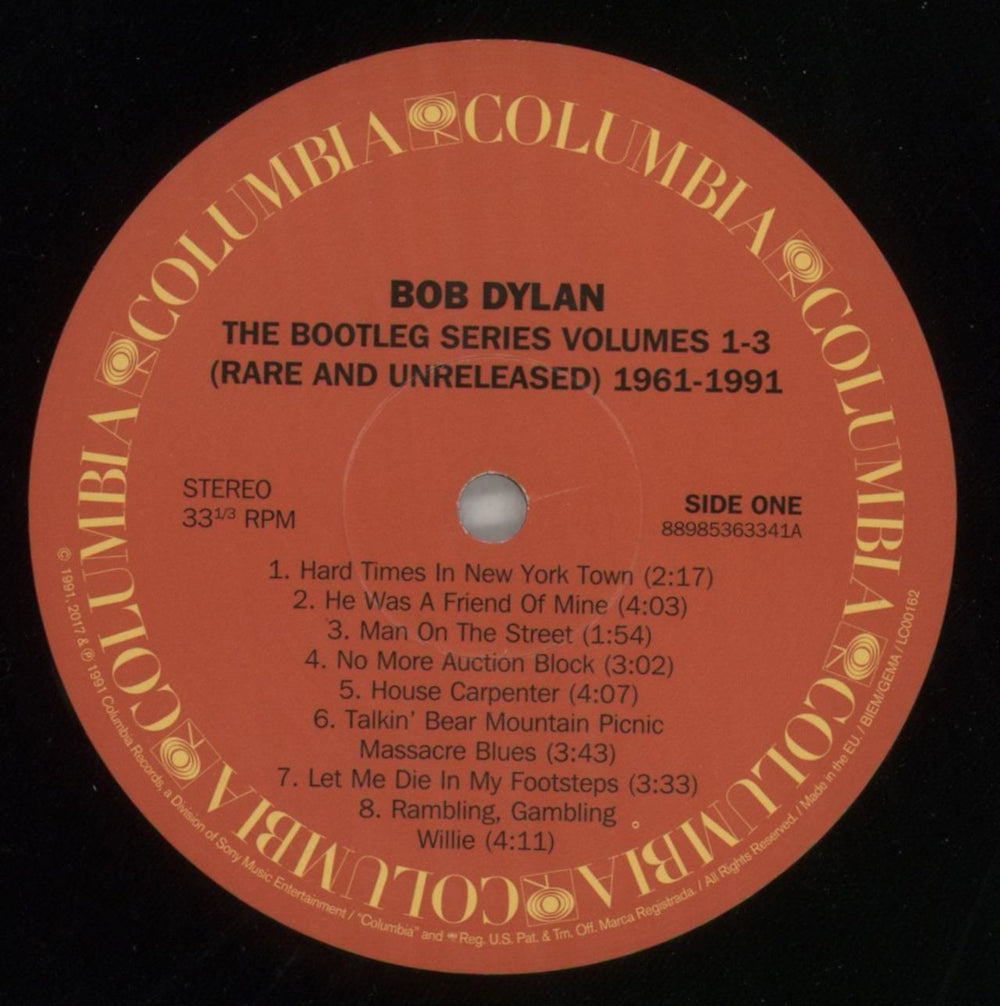 COLUMBIA COLUMBIA COLUMBIA COLUMBIA COLUMBIA COLUMBIA COLUMBIA COLUMBIA
BOB DYLAN
THE BOOTLEG SERIES VOLUMES 1-3
(RARE AND UNRELEASED) 1961-1991
STEREO
33 1/3 RPM
SIDE ONE
88985363341A
1. Hard Times In New York Town (2:17)
2. He Was A Friend Of Mine (4:03)
3. Man On The Street (1:54)
4. No More Auction Block (3:02)
5. House Carpenter (4:07)
6. Talkin' Bear Mountain Picnic
Massacre Blues (3:43)
7. Let Me Die In My Footsteps (3:33)
8. Rambling, Gambling
Willie (4:11)
© 1991, 2017 & ℗ 1991 Columbia Records, a Division of Sony Music Entertainment / "Columbia" and Reg. U.S. Pat. & Tm. Off. Marca Registrada. / All Rights Reserved. / Made in the EU. / BIEM/GEMA / LC00162